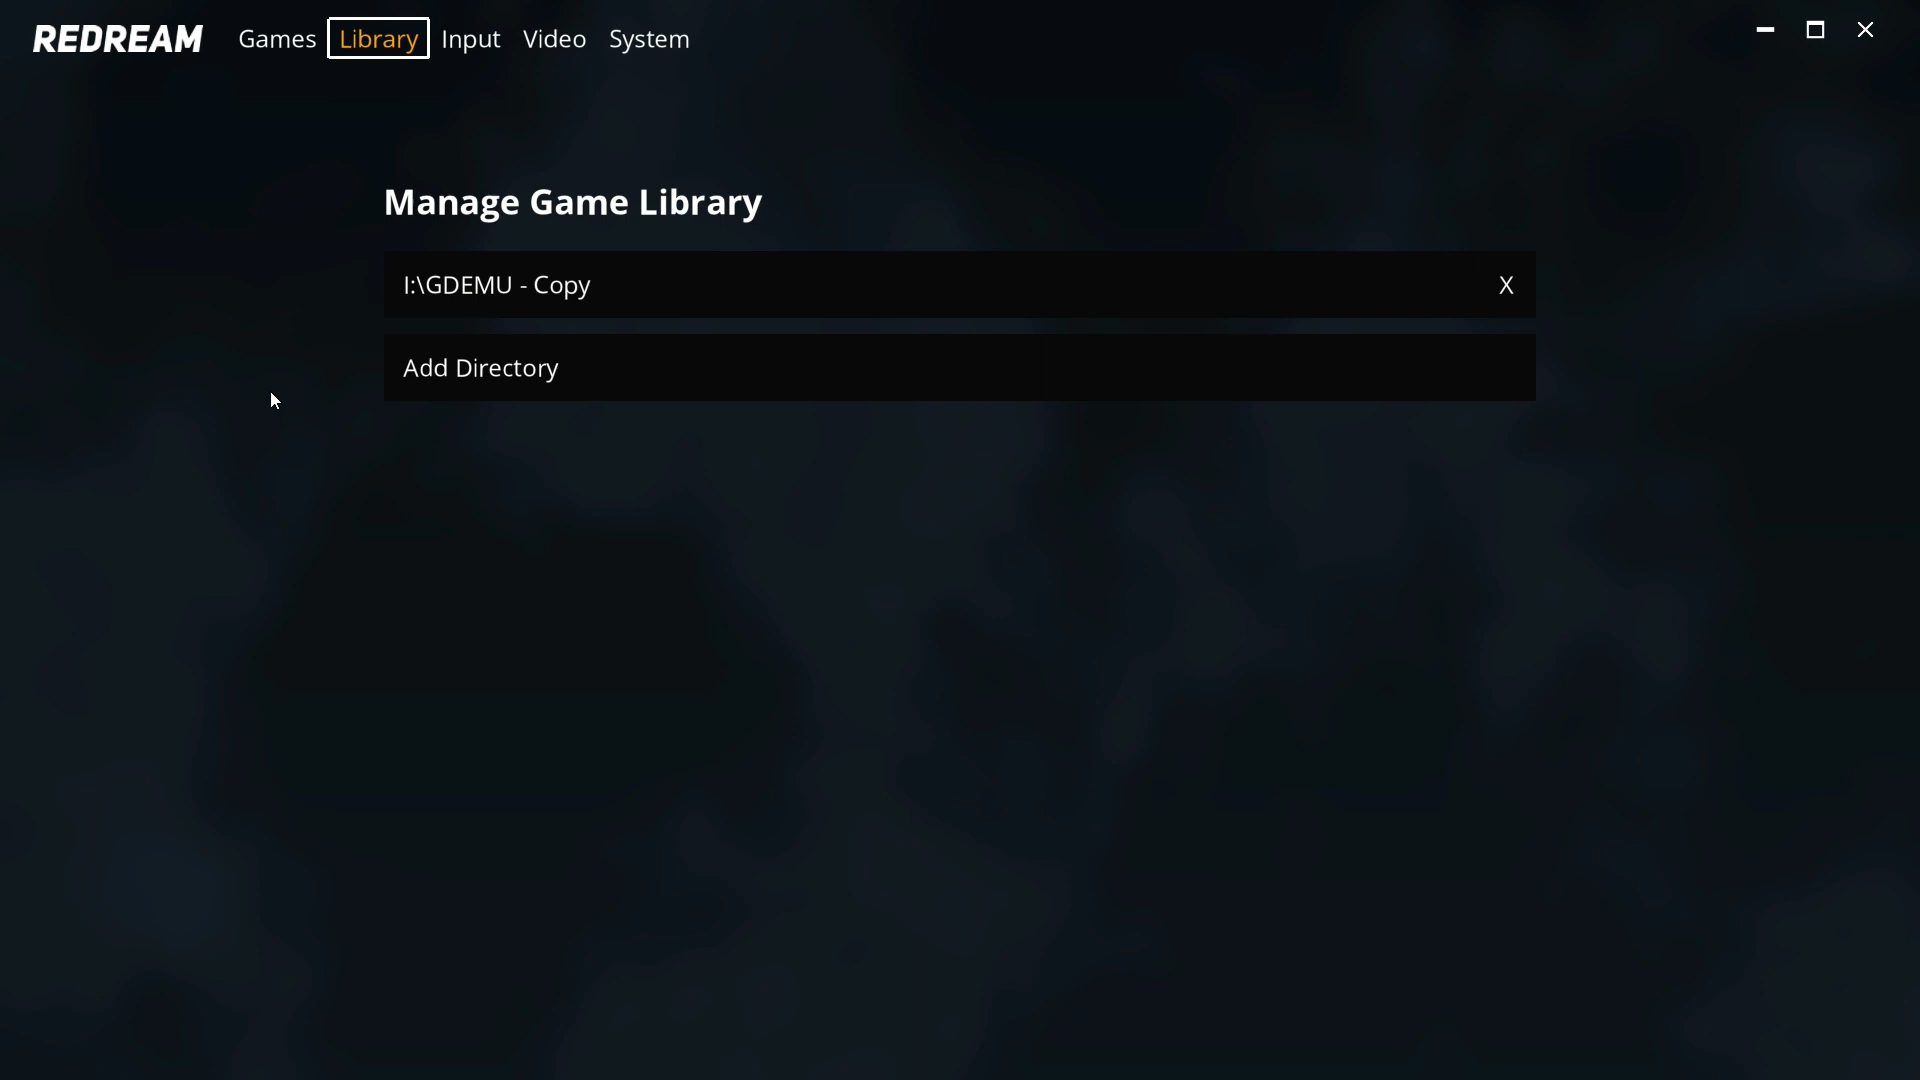 REDREAM Games Library Input Video System
Manage Game Library
I:\GDEMU - Copy X
Add Directory